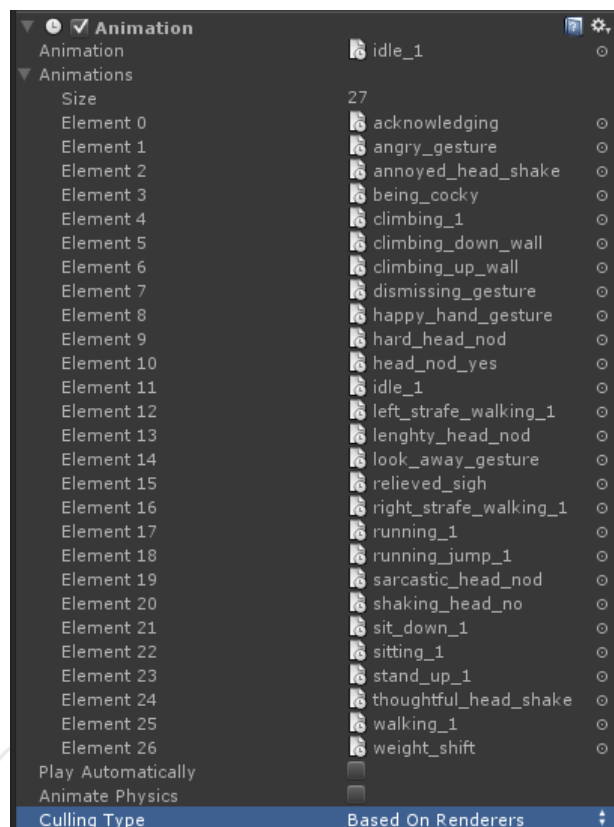 Animation
Animation idle_1
Animations
Size 27
Element 0 acknowledging
Element 1 angry_gesture
Element 2 annoyed_head_shake
Element 3 being_cocky
Element 4 climbing_1
Element 5 climbing_down_wall
Element 6 climbing_up_wall
Element 7 dismissing_gesture
Element 8 happy_hand_gesture
Element 9 hard_head_nod
Element 10 head_nod_yes
Element 11 idle_1
Element 12 left_strafe_walking_1
Element 13 lenghty_head_nod
Element 14 look_away_gesture
Element 15 relieved_sigh
Element 16 right_strafe_walking_1
Element 17 running_1
Element 18 running_jump_1
Element 19 sarcastic_head_nod
Element 20 shaking_head_no
Element 21 sit_down_1
Element 22 sitting_1
Element 23 stand_up_1
Element 24 thoughtful_head_shake
Element 25 walking_1
Element 26 weight_shift
Play Automatically
Animate Physics
Culling Type Based On Renderers